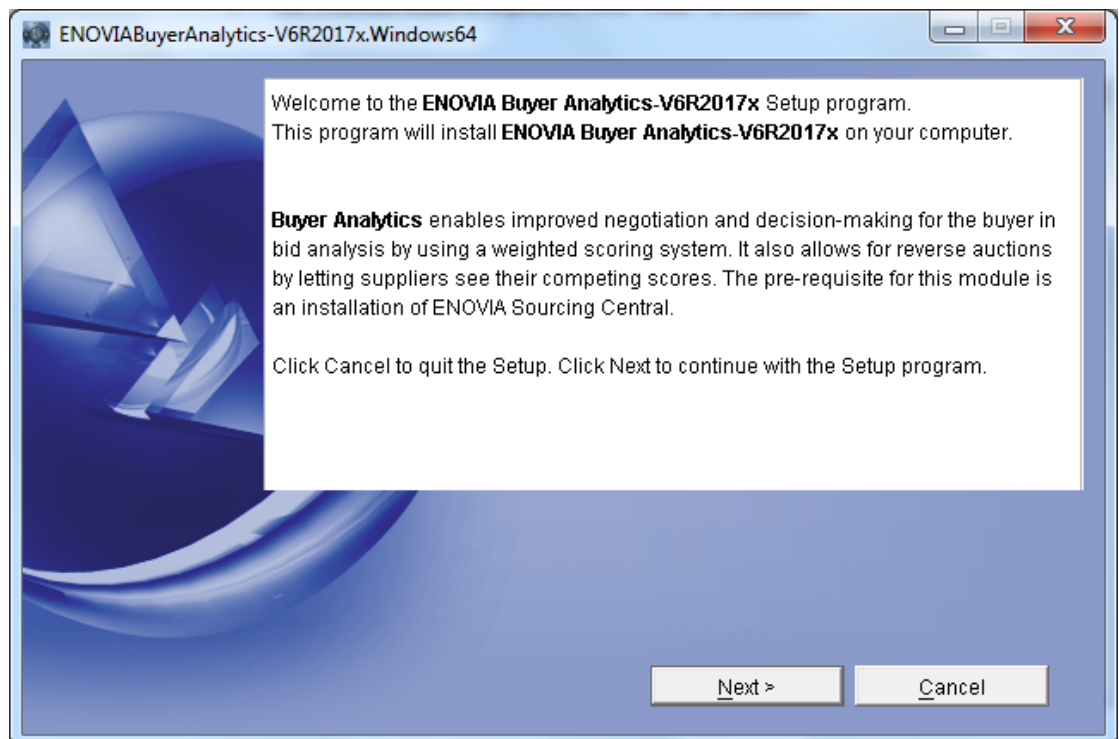 ENOVIABuyerAnalytics-V6R2017x.Windows64
Welcome to the ENOVIA Buyer Analytics-V6R2017x Setup program.
This program will install ENOVIA Buyer Analytics-V6R2017x on your computer.
Buyer Analytics enables improved negotiation and decision-making for the buyer in
bid analysis by using a weighted scoring system. It also allows for reverse auctions
by letting suppliers see their competing scores. The pre-requisite for this module is
an installation of ENOVIA Sourcing Central.
Click Cancel to quit the Setup. Click Next to continue with the Setup program.
Next >
Cancel